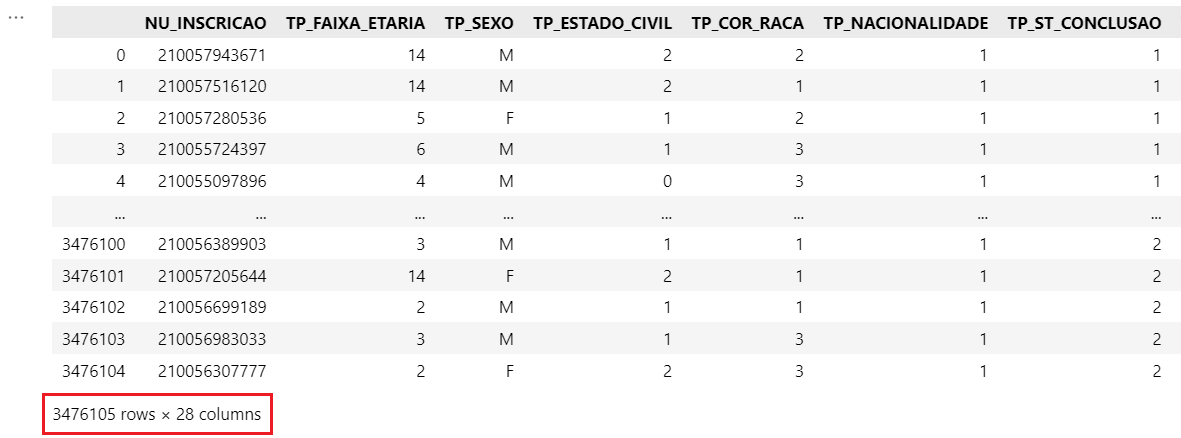 ...
NU_INSCRICAO TP_FAIXA_ETARIA TP_SEXO TP_ESTADO_CIVIL TP_COR_RACA TP_NACIONALIDADE TP_ST_CONCLUSAO
0 210057943671 14 M 2 2 1 1
1 210057516120 14 M 2 1 1 1
2 210057280536 5 F 1 2 1 1
3 210055724397 6 M 1 3 1 1
4 210055097896 4 M 0 3 1 1
... ... ... ... ... ... ... ...
3476100 210056389903 3 M 1 1 1 2
3476101 210057205644 14 F 2 1 1 2
3476102 210056699189 2 M 1 1 1 2
3476103 210056983033 3 M 1 3 1 2
3476104 210056307777 2 F 2 3 1 2
3476105 rows × 28 columns